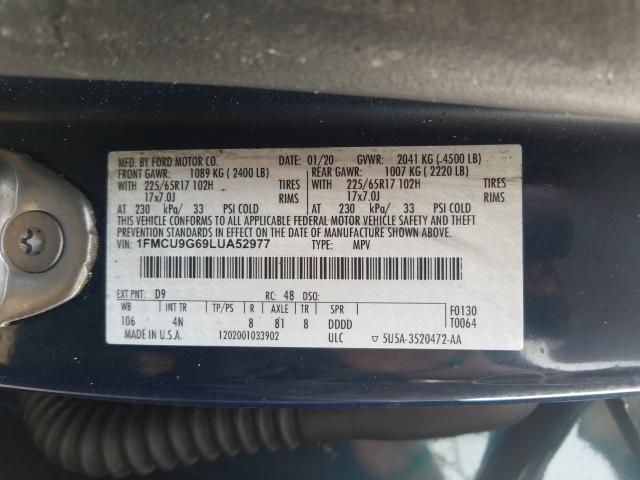 MFD. BY FORD MOTOR CO. DATE: 01/20 GVWR: 2041 KG (.4500 LB)
FRONT GAWR: 1089 KG ( 2400 LB) REAR GAWR: 1007 KG ( 2220 LB)
WITH 225/65R17 102H TIRES WITH 225/65R17 102H TIRES
17x7.0J RIMS 17x7.0J RIMS
AT 230 kPa/ 33 PSI COLD AT 230 kPa/ 33 PSI COLD
THIS VEHICLE CONFORMS TO ALL APPLICABLE FEDERAL MOTOR VEHICLE SAFETY AND THEFT
PREVENTION STANDARDS IN EFFECT ON THE DATE OF MANUFACTURE SHOWN ABOVE.
VIN: 1FMCU9G69LUA52977 TYPE: MPV
EXT PNT: D9 RC: 48 DSO:
WB INT TR TP/PS R AXLE TR SPR F0130
106 4N 8 81 8 DDDD T0064
MADE IN U.S.A. 1202001033902 ULC 5U5A-3520472-AA